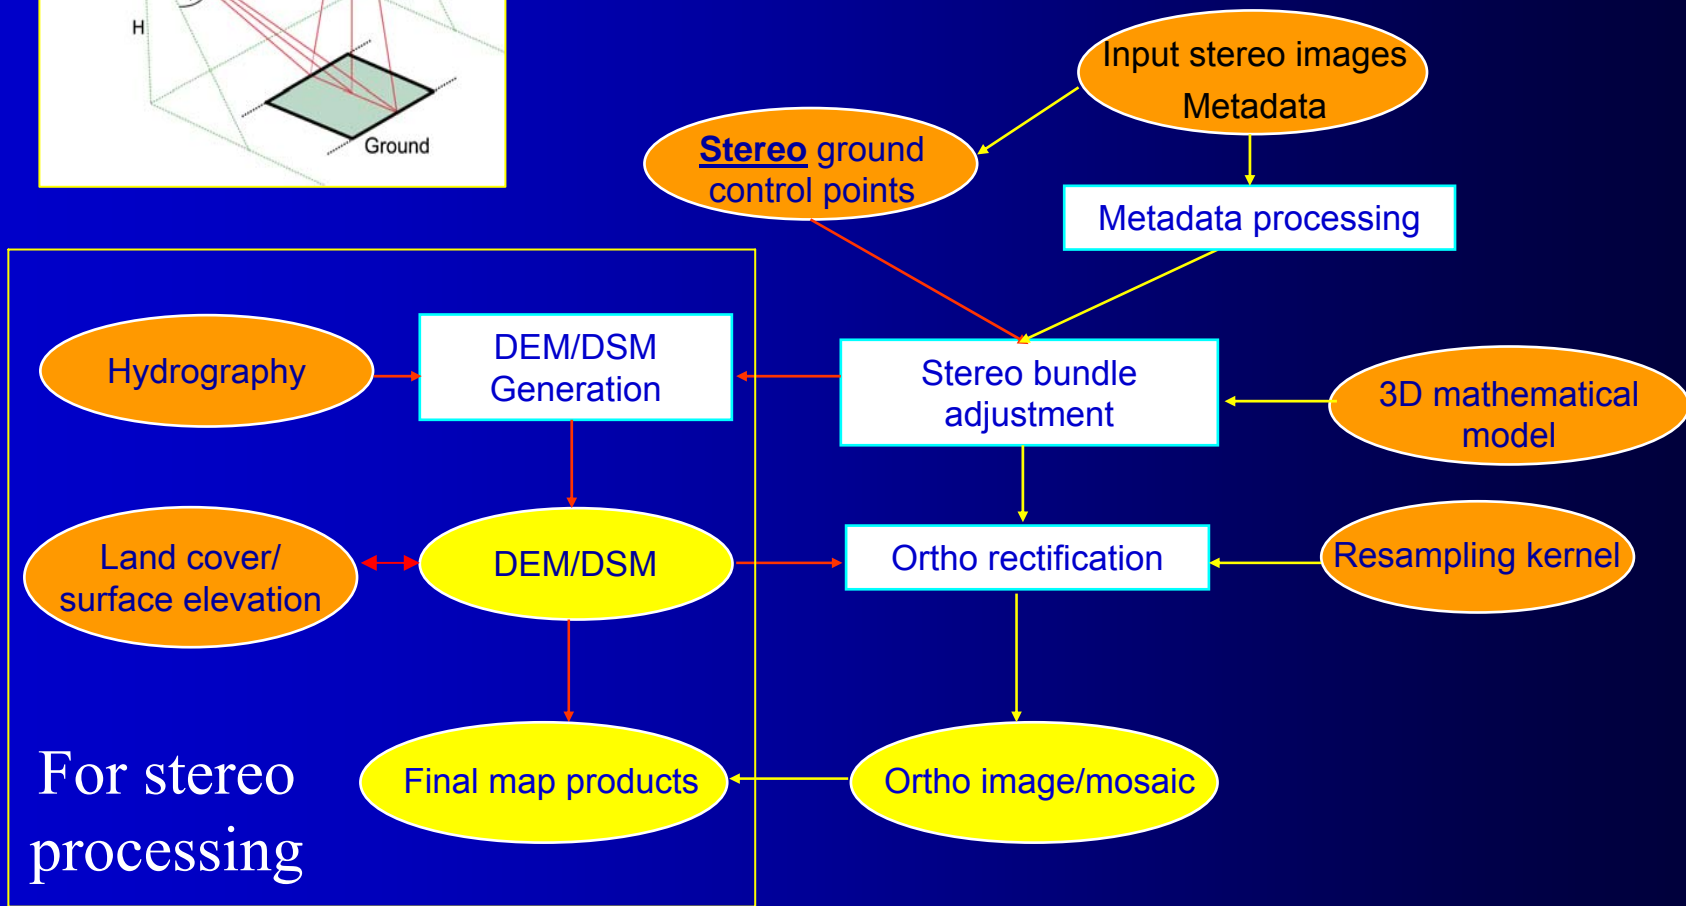 H
Ground
Input stereo images
Metadata
Stereo ground
control points
Metadata processing
Hydrography
DEM/DSM
Generation
Stereo bundle
adjustment
3D mathematical
model
Land cover/
surface elevation
DEM/DSM
Ortho rectification
Resampling kernel
For stereo
processing
Final map products
Ortho image/mosaic